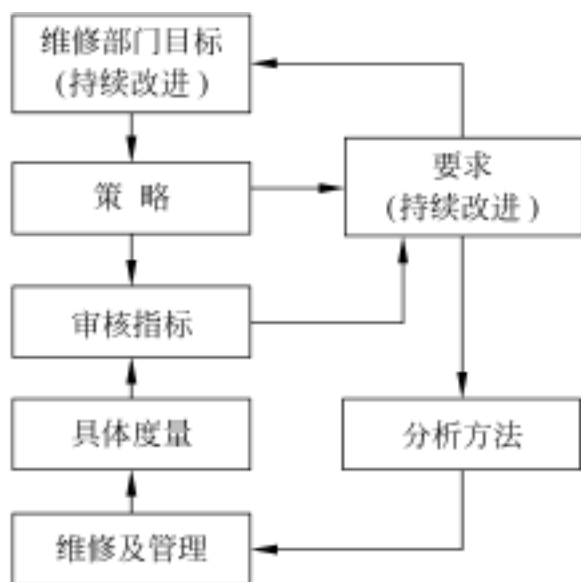 维修部门目标
(持续改进)
策 略
要求
(持续改进)
审核指标
具体度量
分析方法
维修及管理